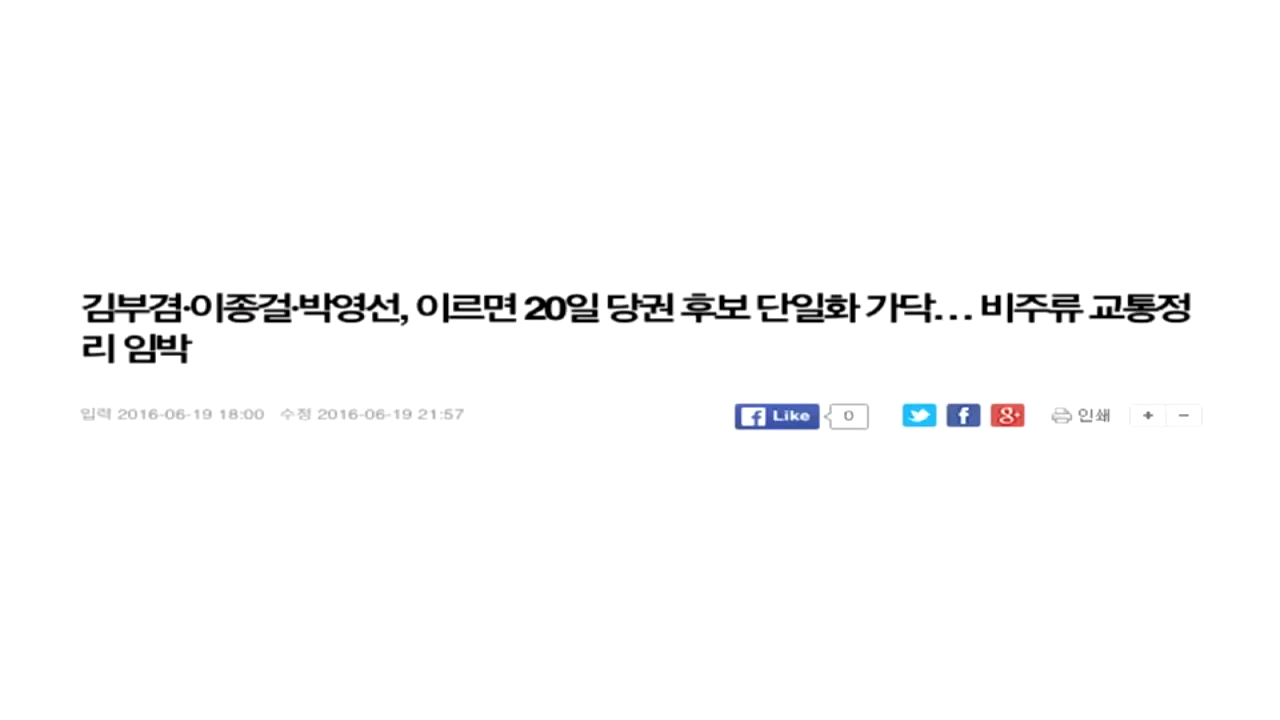 김부겸·이종걸·박영선, 이르면 20일 당권 후보 단일화 가닥… 비주류 교통정
리 임박
입력 2016-06-19 18:00 수정 2016-06-19 21:57 Like 0 인쇄 + -